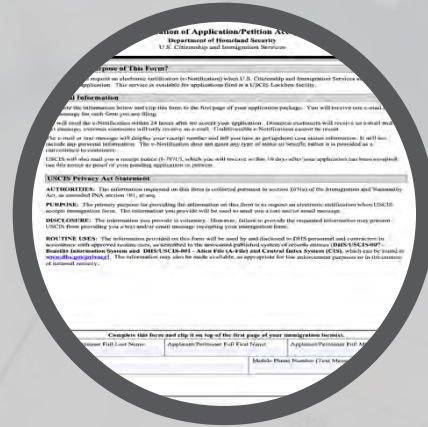 tion of Application/Petition Acc
Department of Homeland Security
U.S. Citizenship and Immigration Services
rpose of This Form?
request an electronic notification (e-Notification) when U.S. Citizenship and Immigration Services
application. This service is available for applications filed at a USCIS Lockbox facility.
al Information
the information below and clip this form to the first page of your application package. You will receive one e-mail
message for each form you are filing.
will send the e-Notification within 24 hours after we accept your application. Domestic customers will receive an e-mail and
text message; overseas customers will only receive an e-mail. Undeliverable e-Notifications cannot be resent.
e-mail or text message will display your receipt number and tell you how to get updated case status information. It will not
include any personal information. The e-Notification does not grant any type of status or benefit; rather it is provided as a
convenience to customers.
USCIS will also mail you a receipt notice (I-797C), which you will receive within 10 days after your application has been accepted;
use this notice as proof of your pending application or petition.
USCIS Privacy Act Statement
AUTHORITIES: The information requested on this form is collected pursuant to section 103(a) of the Immigration and Nationality
Act, as amended INA section 101, et seq.
PURPOSE: The primary purpose for providing the information on this form is to request an electronic notification when USCIS
accepts immigration form. The information you provide will be used to send you a text and/or email message.
DISCLOSURE: The information you provide is voluntary. However, failure to provide the requested information may prevent
USCIS from providing you a text and/or email message receipting your immigration form.
ROUTINE USES: The information provided on this form will be used by and disclosed to DHS personnel and contractors in
accordance with approved routine uses, as described in the associated published system of records notices [DHS/USCIS-007 -
Benefits Information System and DHS/USCIS-001 - Alien File (A-File) and Central Index System (CIS), which can be found at
www.dhs.gov/privacy]. The information may also be made available, as appropriate for law enforcement purposes or in the interest
of national security.
Complete this form and clip it on top of the first page of your immigration form(s).
Petitioner Full Last Name
Applicant/Petitioner Full First Name
Applicant/Petitioner Full M
Mobile Phone Number (Text Messa